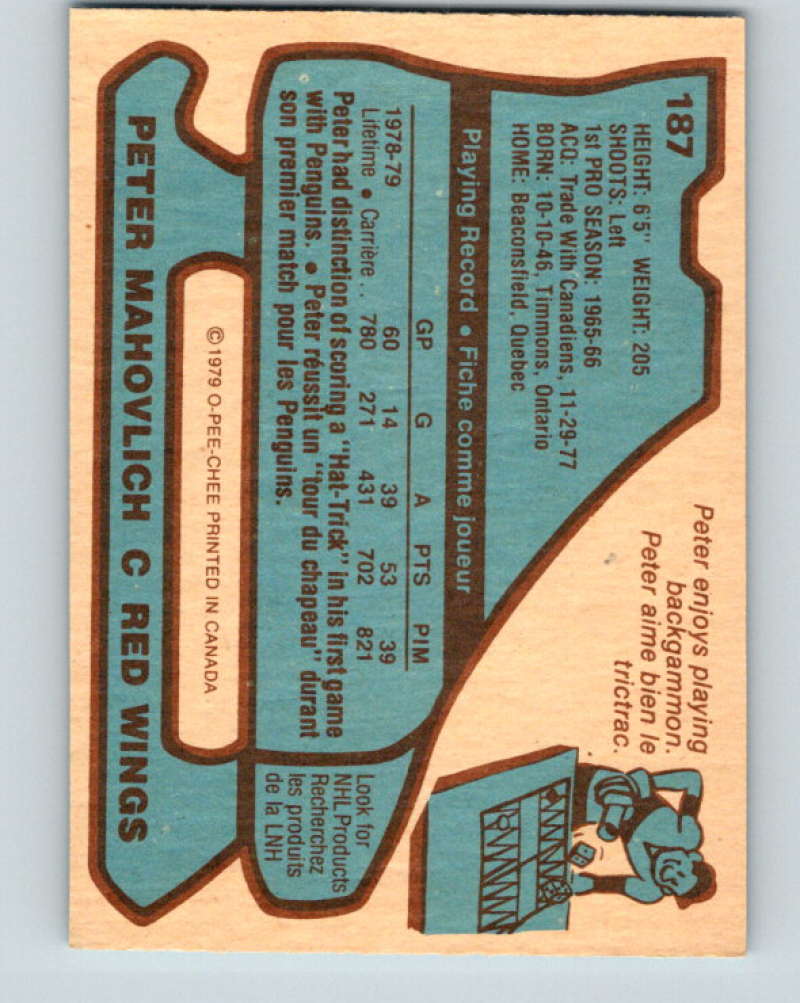 187
HEIGHT: 6'5" WEIGHT: 205
SHOOTS: Left
1st PRO SEASON: 1965-66
ACQ: Trade With Canadiens, 11-29-77
BORN: 10-10-46, Timmons, Ontario
HOME: Beaconsfield, Quebec
Peter enjoys playing
backgammon.
Peter aime bien le
trictrac.
Playing Record • Fiche comme joueur
GP G A PTS PIM
1978-79 60 14 39 53 39
Lifetime • Carrière . . 780 271 431 702 821
Peter had distinction of scoring a "Hat-Trick" in his first game
with Penguins. • Peter réussit un "tour du chapeau" durant
son premier match pour les Penguins.
Look for
NHL Products
Recherchez
les produits
de la LNH
© 1979 O-PEE-CHEE PRINTED IN CANADA
PETER MAHOVLICH C RED WINGS